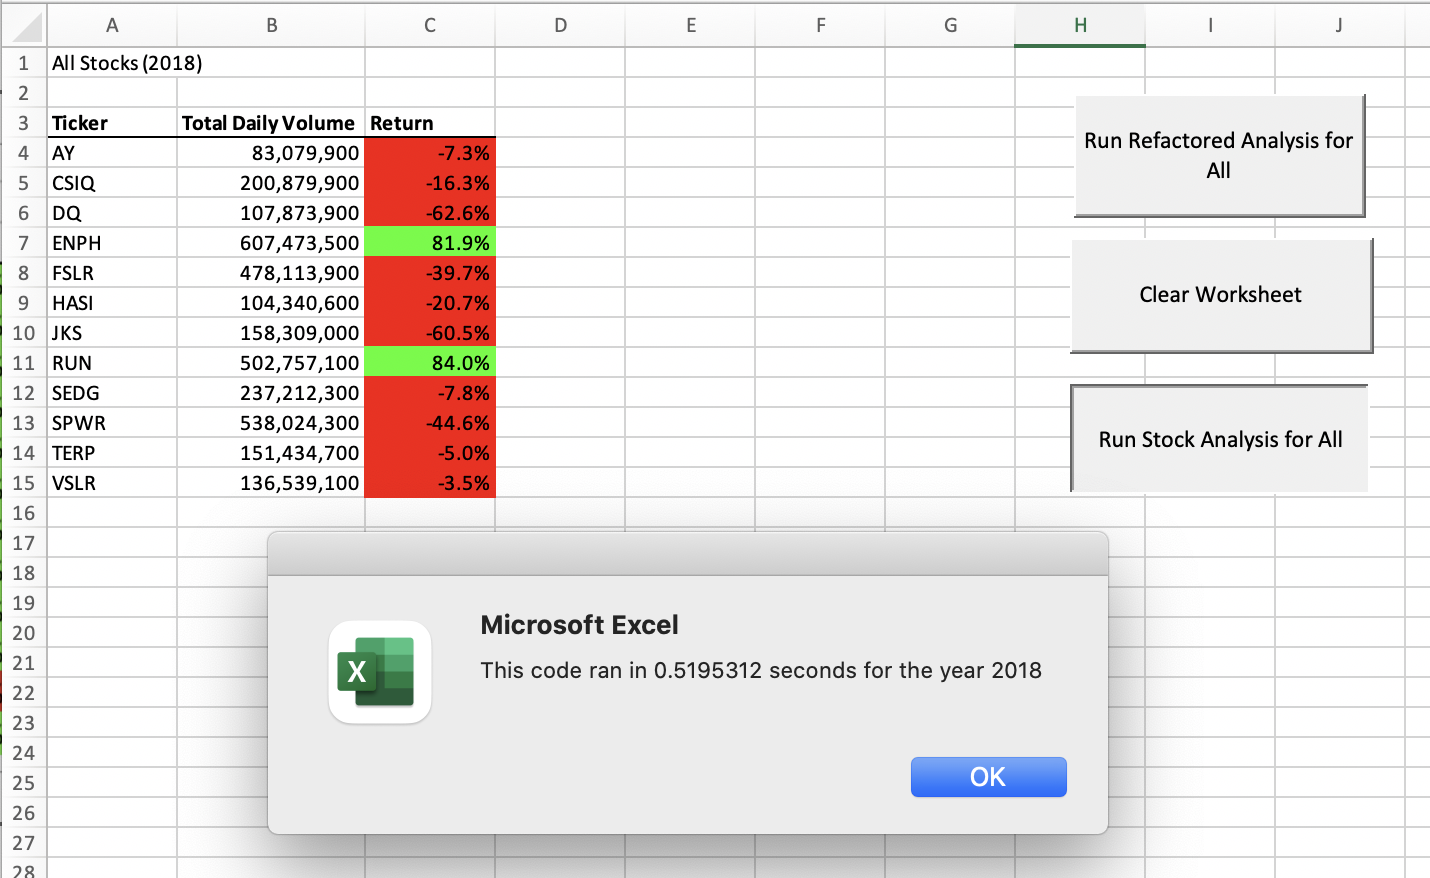 A B C D E F G H I J
1 All Stocks (2018)
2
3 Ticker Total Daily Volume Return
4 AY 83,079,900 -7.3%
5 CSIQ 200,879,900 -16.3%
6 DQ 107,873,900 -62.6%
7 ENPH 607,473,500 81.9%
8 FSLR 478,113,900 -39.7%
9 HASI 104,340,600 -20.7%
10 JKS 158,309,000 -60.5%
11 RUN 502,757,100 84.0%
12 SEDG 237,212,300 -7.8%
13 SPWR 538,024,300 -44.6%
14 TERP 151,434,700 -5.0%
15 VSLR 136,539,100 -3.5%
16
17
18
19
20
21
22
23
24
25
26
27
28
Run Refactored Analysis for
All
Clear Worksheet
Run Stock Analysis for All
Microsoft Excel
X
This code ran in 0.5195312 seconds for the year 2018
OK